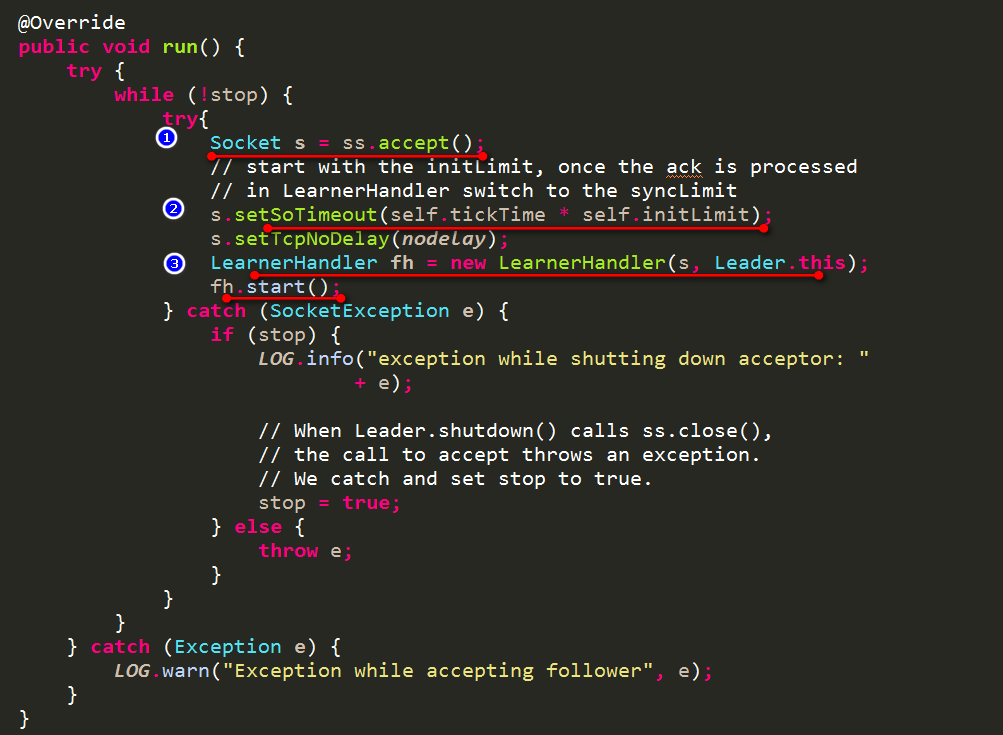 @Override
public void run() {
try {
while (!stop) {
try{
1
Socket s = ss.accept();
// start with the initLimit, once the ack is processed
// in LearnerHandler switch to the syncLimit
2
s.setSoTimeout(self.tickTime * self.initLimit);
s.setTcpNoDelay(nodelay);
3
LearnerHandler fh = new LearnerHandler(s, Leader.this);
fh.start();
} catch (SocketException e) {
if (stop) {
LOG.info("exception while shutting down acceptor: "
+ e);
// When Leader.shutdown() calls ss.close(),
// the call to accept throws an exception.
// We catch and set stop to true.
stop = true;
} else {
throw e;
}
}
}
} catch (Exception e) {
LOG.warn("Exception while accepting follower", e);
}
}